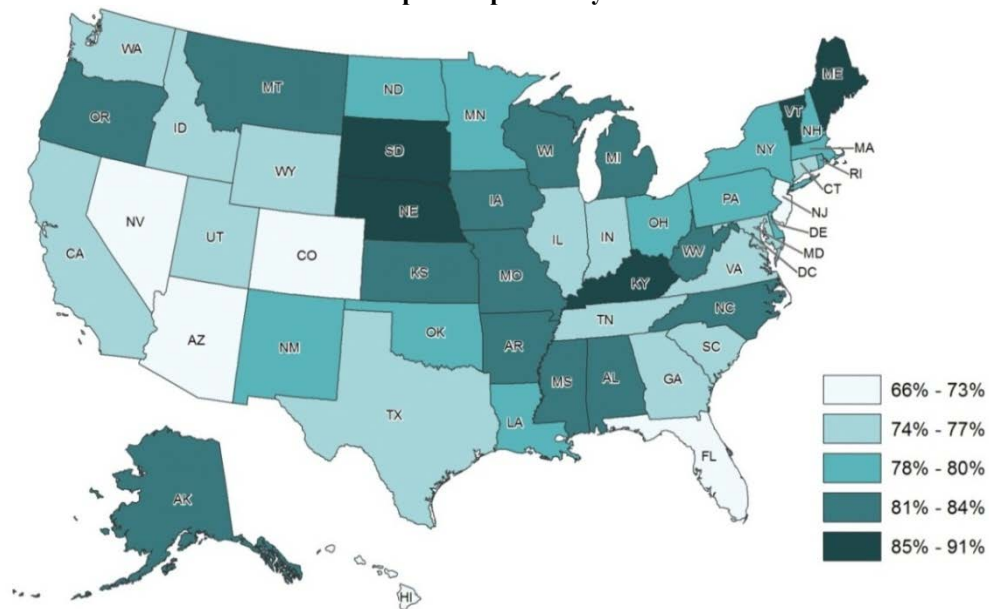 WA
MT
ND
MN
ME
VT
NH
OR
ID
SD
WI
MI
NY
MA
RI
CT
WY
NE
IA
PA
NJ
NV
UT
CO
IL
IN
OH
DE
MD
DC
CA
KS
MO
WV
VA
KY
NC
AZ
NM
OK
TN
AR
SC
TX
MS
AL
GA
LA
FL
AK
HI
66% - 73%
74% - 77%
78% - 80%
81% - 84%
85% - 91%